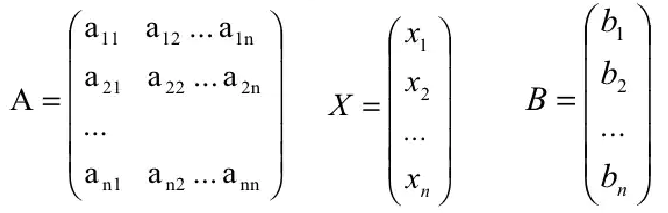 A = ( a₁₁ a₁₂ ... a₁ₙ
a₂₁ a₂₂ ... a₂ₙ
...
aₙ₁ aₙ₂ ... aₙₙ )
X = ( x₁
x₂
...
xₙ )
B = ( b₁
b₂
...
bₙ )